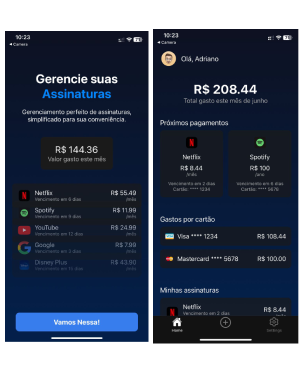 10:23
Camera
Gerencie suas
Assinaturas
Gerenciamento perfeito de assinaturas,
simplificado para sua conveniência.
R$ 144.36
Valor gasto este mês
Netflix
R$ 55.49
Vencimento em 6 dias
/mês
Spotify
R$ 11.99
Vencimento em 9 dias
/mês
YouTube
R$ 24.99
Vencimento em 12 dias
/mês
Google
R$ 7.99
Vencimento em 3 dias
/mês
Disney Plus
R$ 43.80
Vencimento em 15 dias
/mês
Vamos Nessa!
10:23
Camera
Olá, Adriano
R$ 208.44
Total gasto este mês de junho
Próximos pagamentos
Netflix
R$ 8.44
/mês
Vencimento em 2 dias
Cartão: **** 1234
Spotify
R$ 100
/ano
Vencimento em 6 dias
Cartão: **** 5678
Gastos por cartão
Visa **** 1234
R$ 108.44
Mastercard **** 5678
R$ 100.00
Minhas assinaturas
Netflix
R$ 8.44
Vencimento em 2 dias
/mês
Home
Settings